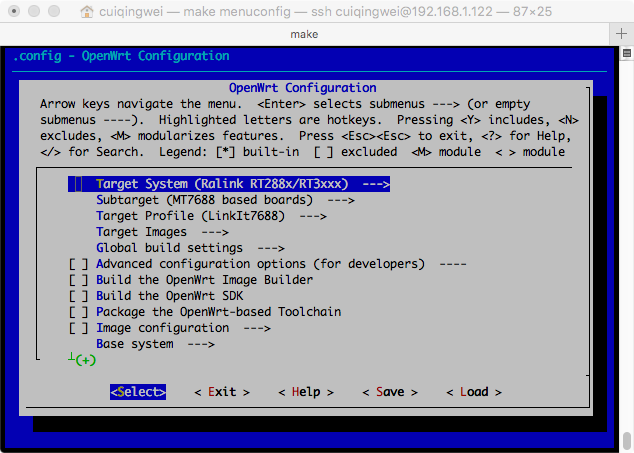 cuiqingwei — make menuconfig — ssh cuiqingwei@192.168.1.122 — 87×25
make
+
.config - OpenWrt Configuration
OpenWrt Configuration
Arrow keys navigate the menu.  <Enter> selects submenus ---> (or empty
submenus ----).  Highlighted letters are hotkeys.  Pressing <Y> includes, <N>
excludes, <M> modularizes features.  Press <Esc><Esc> to exit, <?> for Help,
</> for Search.  Legend: [*] built-in  [ ] excluded  <M> module  < > module
Target System (Ralink RT288x/RT3xxx)  --->
Subtarget (MT7688 based boards)  --->
Target Profile (LinkIt7688)  --->
Target Images  --->
Global build settings  --->
[ ] Advanced configuration options (for developers)  ----
[ ] Build the OpenWrt Image Builder
[ ] Build the OpenWrt SDK
[ ] Package the OpenWrt-based Toolchain
[ ] Image configuration  --->
Base system  --->
┴(+)
<Select>    < Exit >    < Help >    < Save >    < Load >